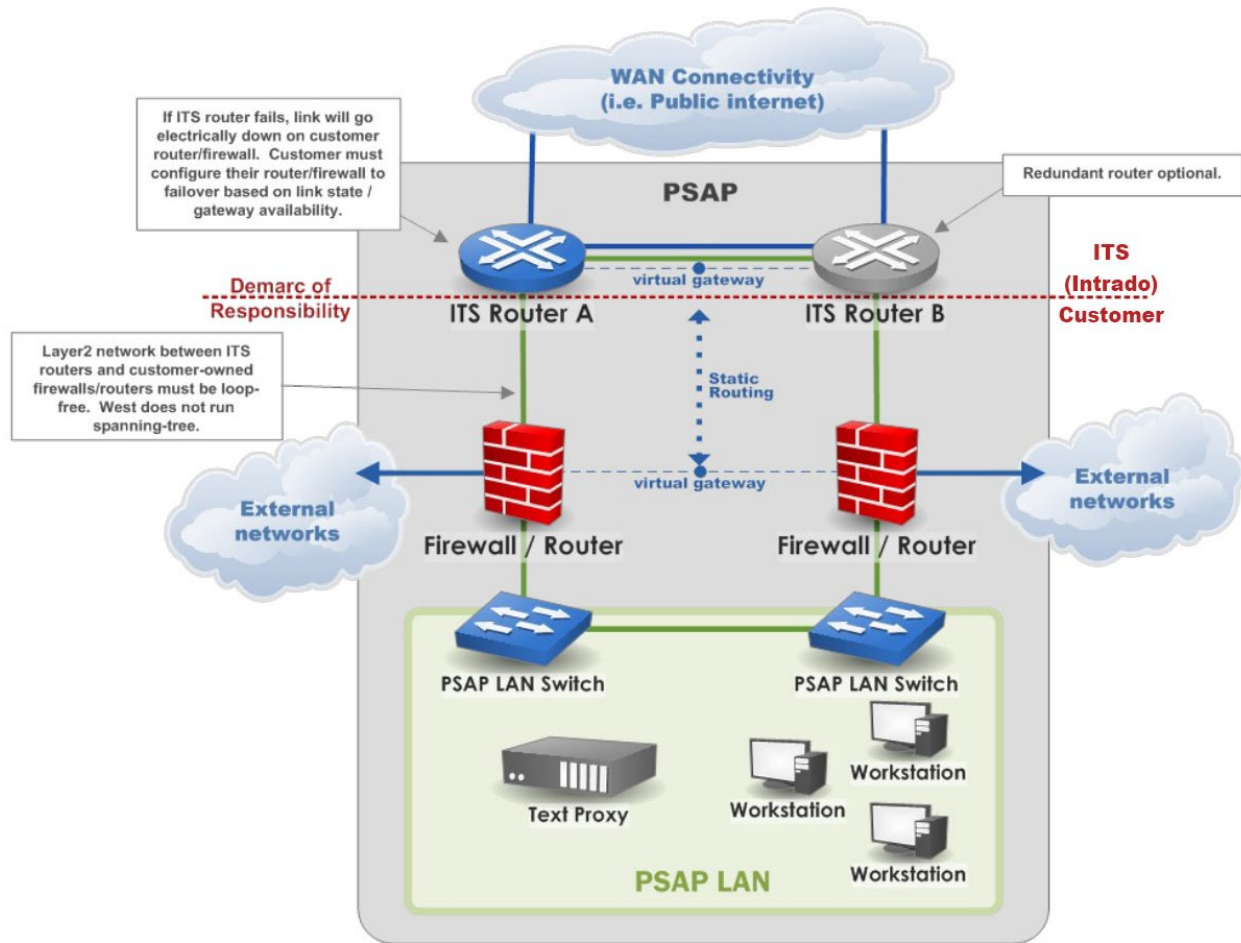 WAN Connectivity
(i.e. Public internet)
If ITS router fails, link will go
electrically down on customer
router/firewall. Customer must
configure their router/firewall to
failover based on link state /
gateway availability.
PSAP
Redundant router optional.
virtual gateway
Demarc of
Responsibility
ITS
(Intrado)
Customer
ITS Router A
ITS Router B
Layer2 network between ITS
routers and customer-owned
firewalls/routers must be loop-
free. West does not run
spanning-tree.
Static
Routing
virtual gateway
External
networks
External
networks
Firewall / Router
Firewall / Router
PSAP LAN Switch
PSAP LAN Switch
Text Proxy
Workstation
Workstation
Workstation
PSAP LAN